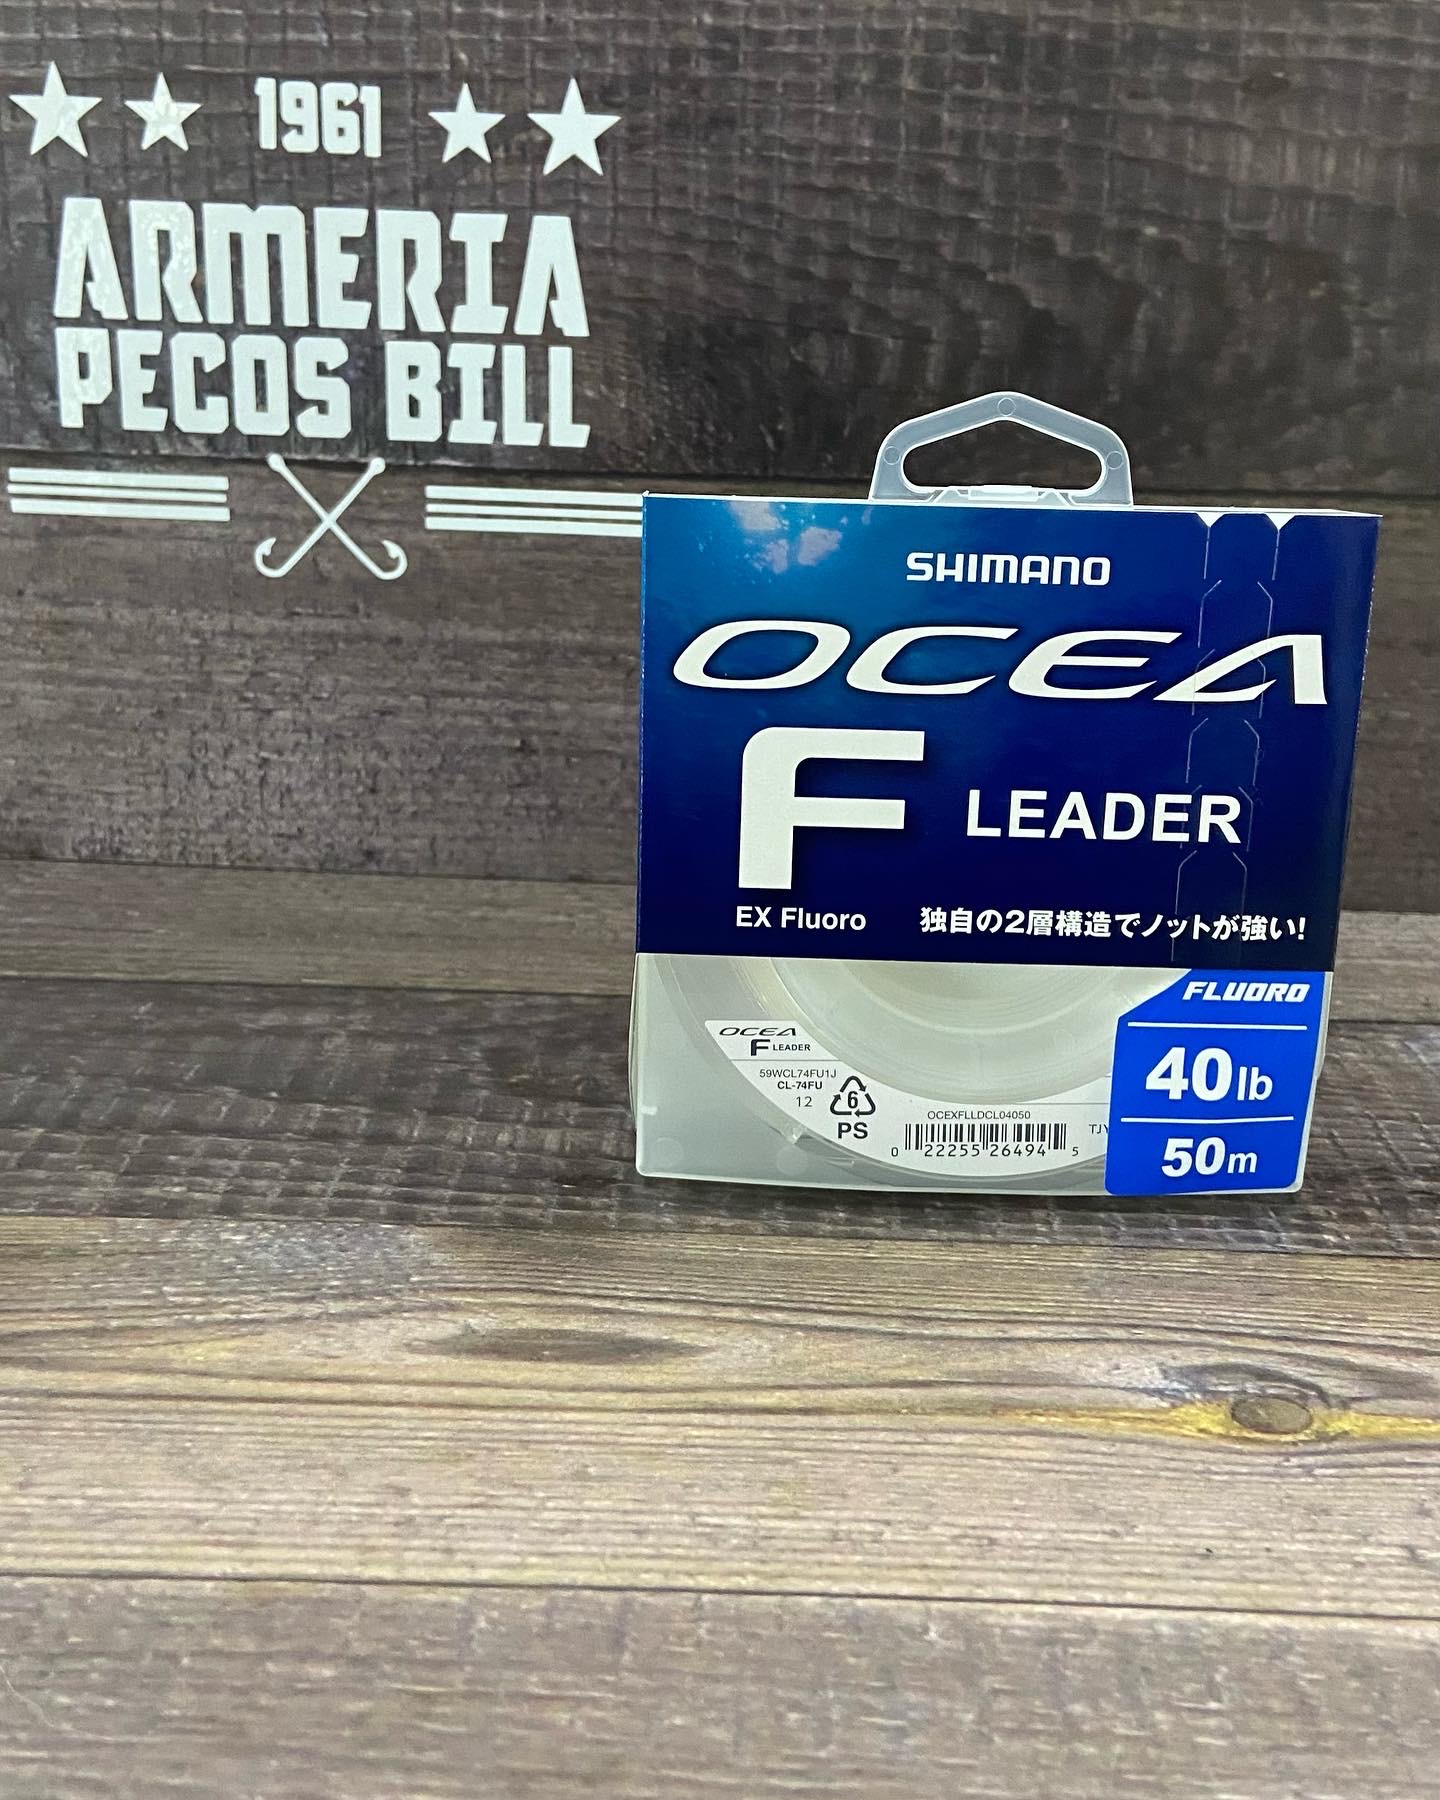 1961
ARMERIA
PECOS BILL
SHIMANO
OCEA
F LEADER
EX Fluoro
独自の2層構造でノットが強い!
FLUORO
40lb
50m
OCEA
F LEADER
59WCL74FU1J
CL-74FU
12
6
PS
OCEXFLLDCL04050
0 22255 26494 5
TJY